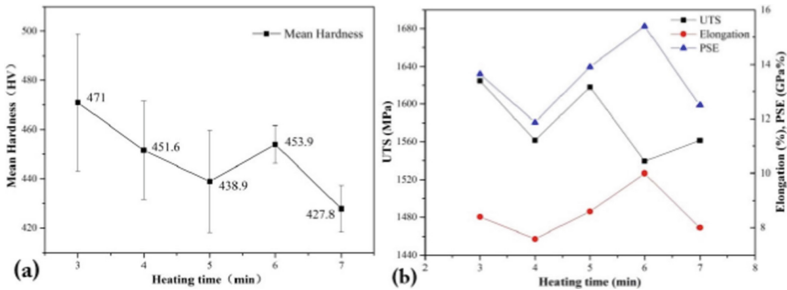 500
480
460
440
420
Mean Hardness (HV)
Mean Hardness
471
451.6
438.9
453.9
427.8
3 4 5 6 7
Heating time (min)
(a)
1680
1640
1600
1560
1520
1480
1440
UTS (MPa)
UTS
Elongation
PSE
16
14
12
10
8
Elongation (%), PSE (GPa%)
2 3 4 5 6 7 8
Heating time (min)
(b)